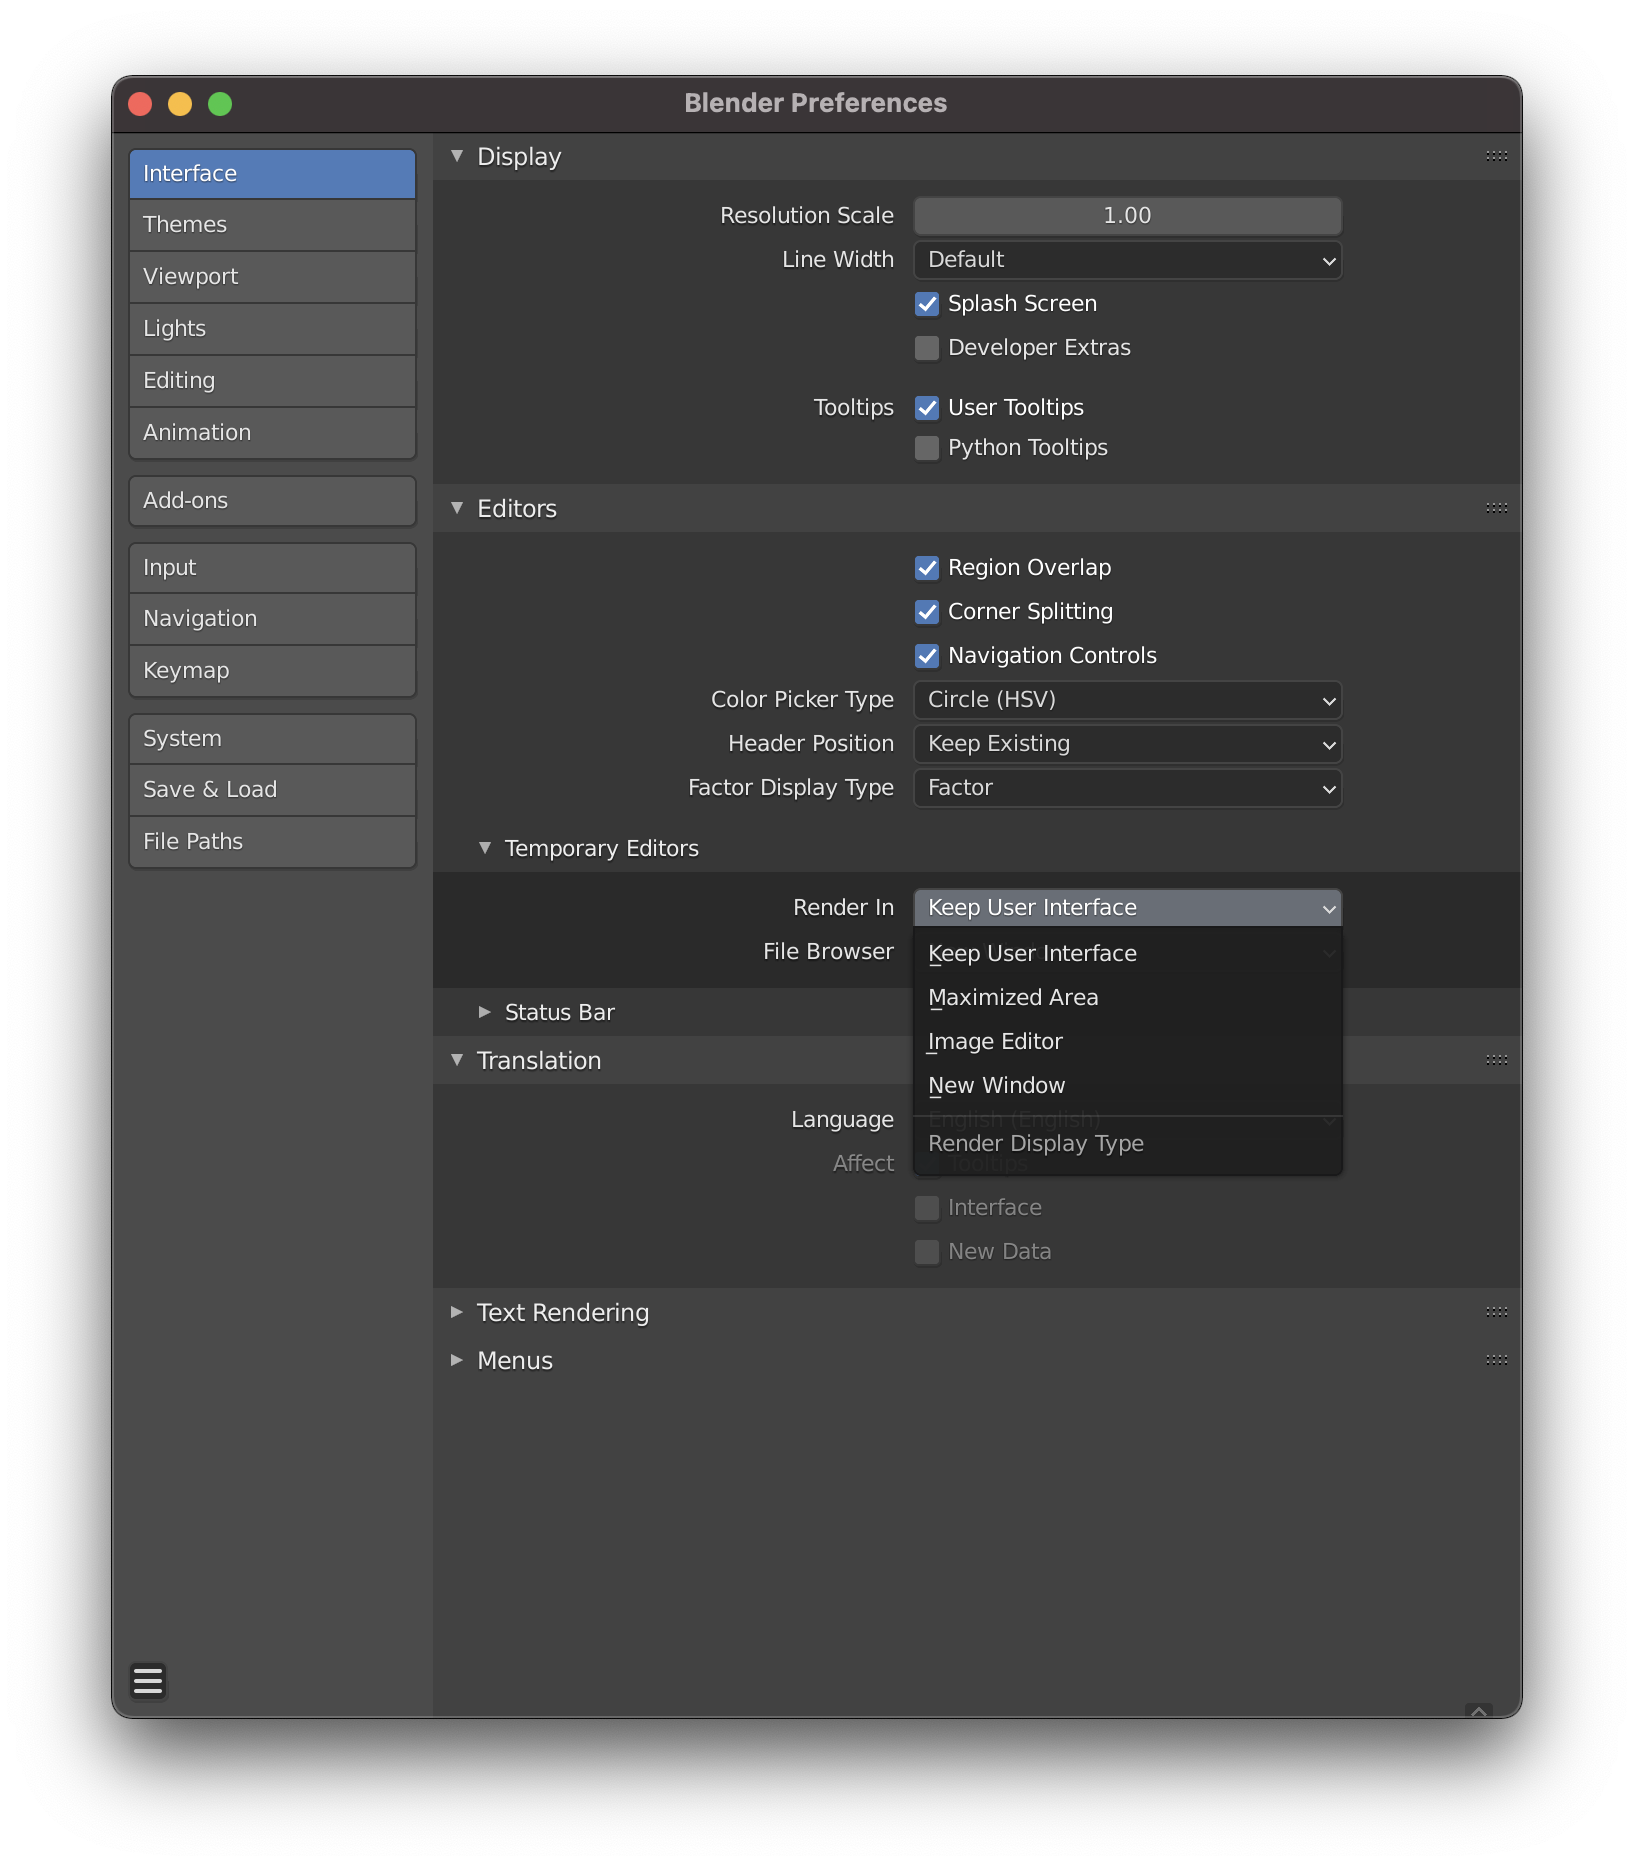 Blender Preferences
Interface
Themes
Viewport
Lights
Editing
Animation
Add-ons
Input
Navigation
Keymap
System
Save & Load
File Paths
Display
Resolution Scale 1.00
Line Width Default
Splash Screen
Developer Extras
Tooltips User Tooltips
Python Tooltips
Editors
Region Overlap
Corner Splitting
Navigation Controls
Color Picker Type Circle (HSV)
Header Position Keep Existing
Factor Display Type Factor
Temporary Editors
Render In Keep User Interface
File Browser
Keep User Interface
Maximized Area
Image Editor
New Window
Render Display Type
Status Bar
Translation
Language English (English)
Affect Tooltips
Interface
New Data
Text Rendering
Menus